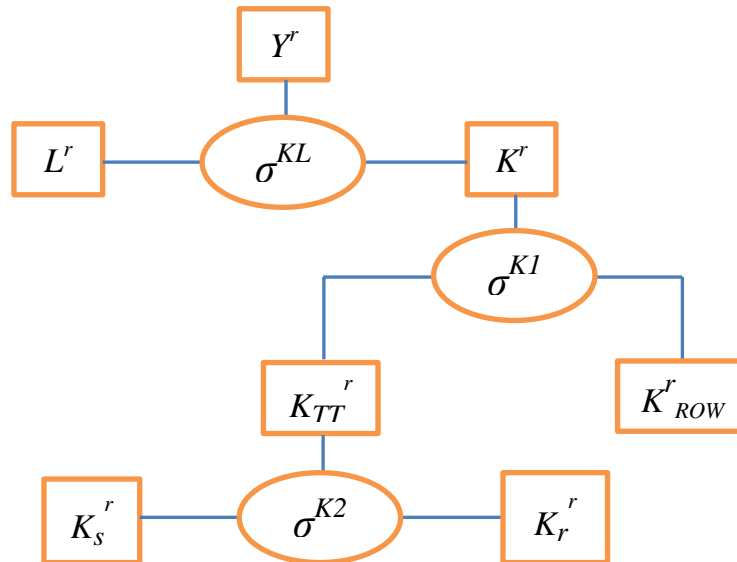 Y^r
L^r σ^KL K^r
σ^K1
K_TT^r K^r_ROW
K_s^r σ^K2 K_r^r